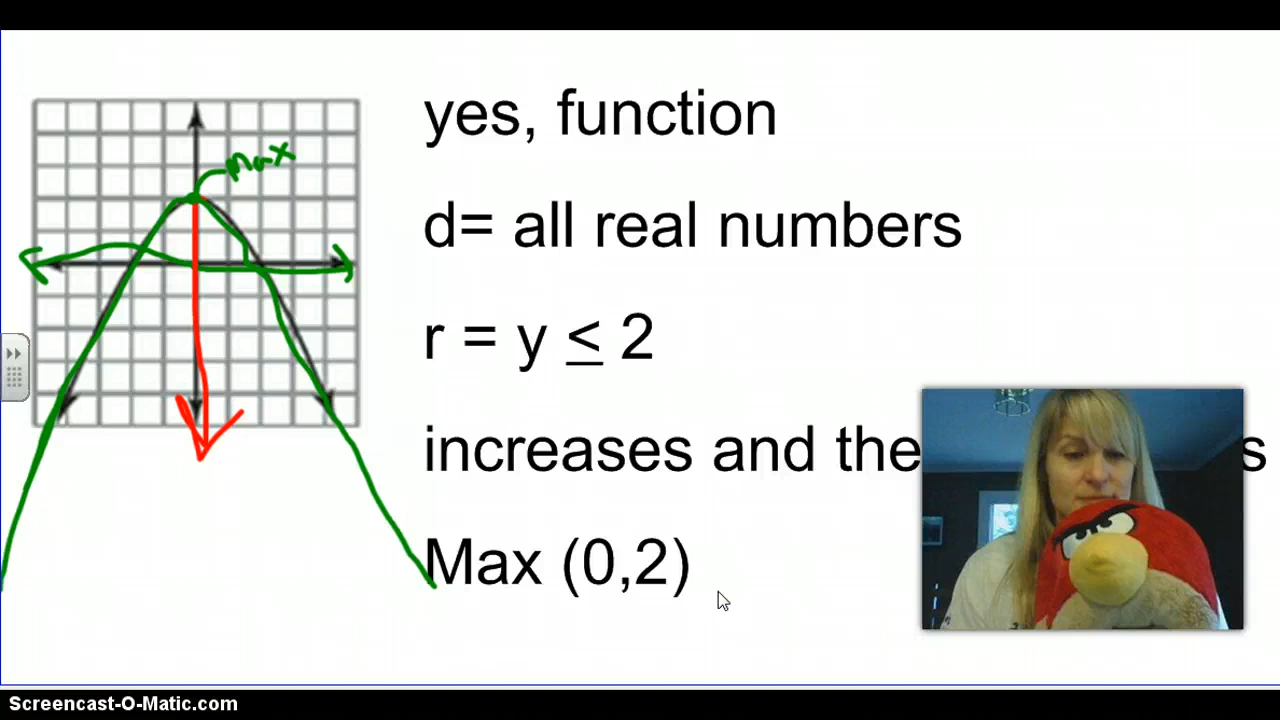 Max
yes, function
d= all real numbers
r = y ≤ 2
increases and the
s
Max (0,2)
Screencast-O-Matic.com